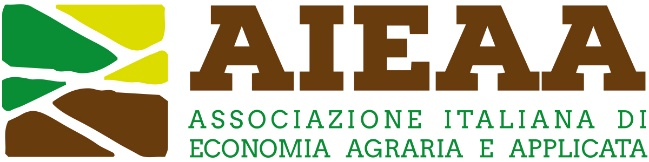 AIEAA
ASSOCIAZIONE ITALIANA DI
ECONOMIA AGRARIA E APPLICATA